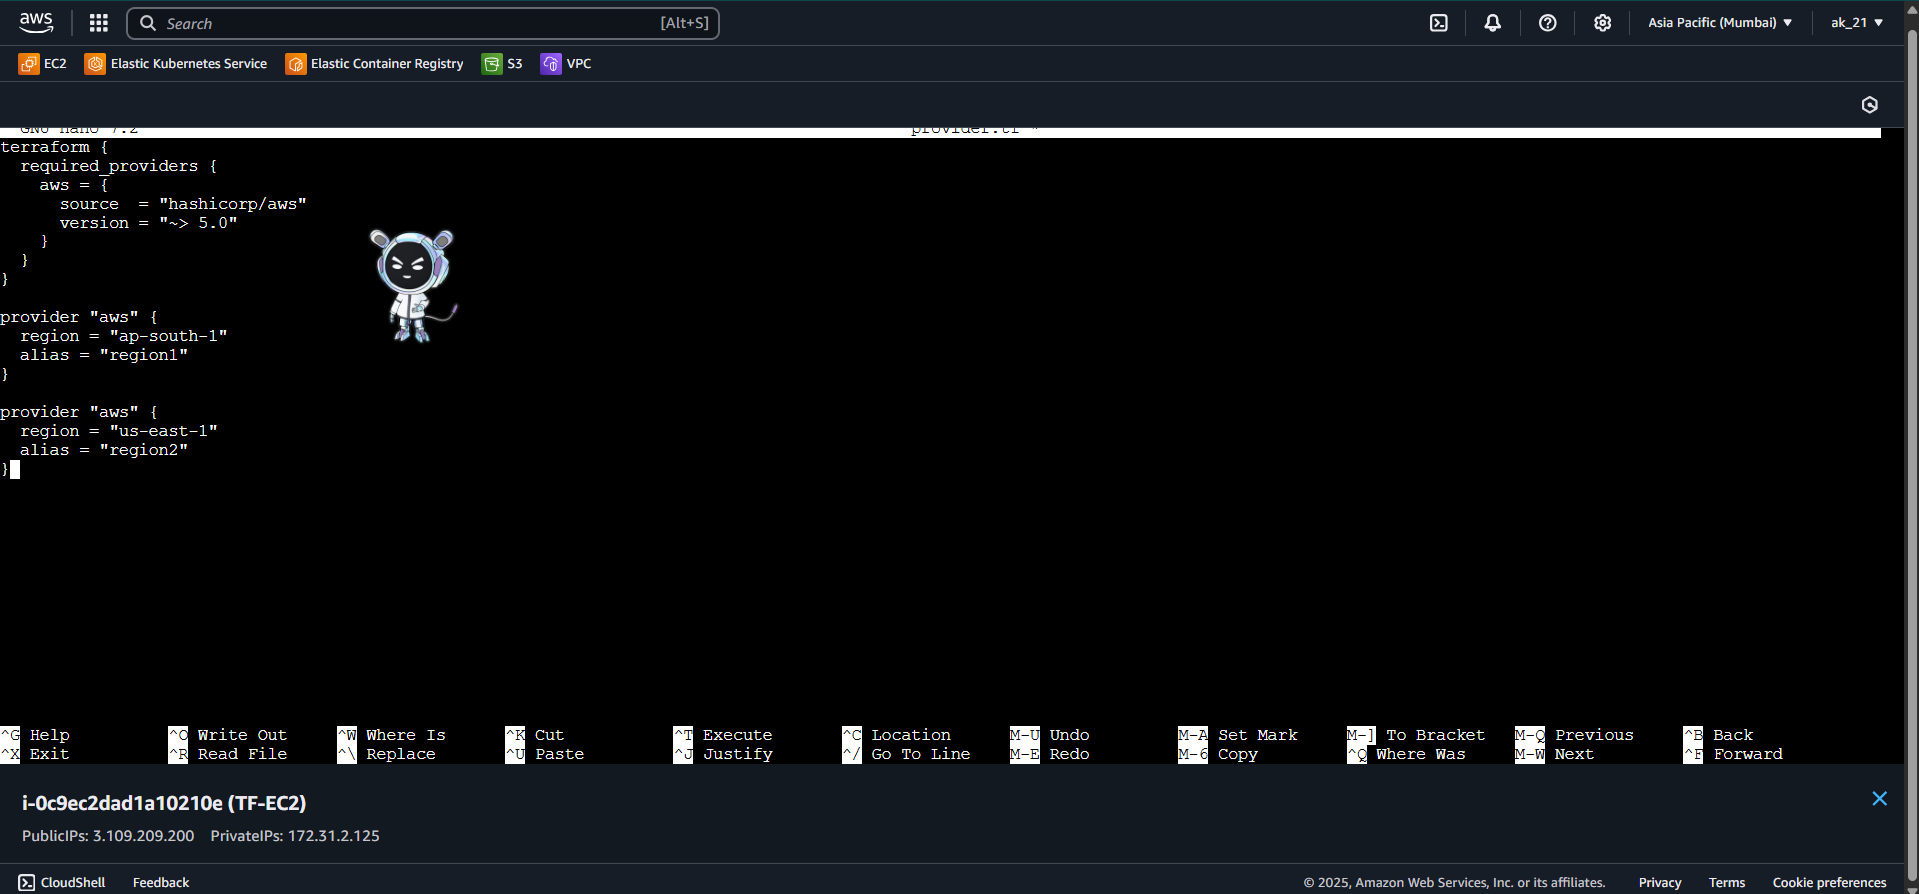 aws
Search [Alt+S]
Asia Pacific (Mumbai) ▼
ak_21 ▼
EC2 Elastic Kubernetes Service Elastic Container Registry S3 VPC
GNU nano 7.2 provider.tf *
terraform {
  required_providers {
    aws = {
      source  = "hashicorp/aws"
      version = "~> 5.0"
    }
  }
}
provider "aws" {
  region = "ap-south-1"
  alias = "region1"
}
provider "aws" {
  region = "us-east-1"
  alias = "region2"
}
^G Help ^O Write Out ^W Where Is ^K Cut ^T Execute ^C Location M-U Undo M-A Set Mark M-] To Bracket M-Q Previous ^B Back
^X Exit ^R Read File ^\ Replace ^U Paste ^J Justify ^/ Go To Line M-E Redo M-6 Copy ^Q Where Was M-W Next ^F Forward
i-0c9ec2dad1a10210e (TF-EC2)
PublicIPs: 3.109.209.200 PrivateIPs: 172.31.2.125
CloudShell Feedback © 2025, Amazon Web Services, Inc. or its affiliates. Privacy Terms Cookie preferences